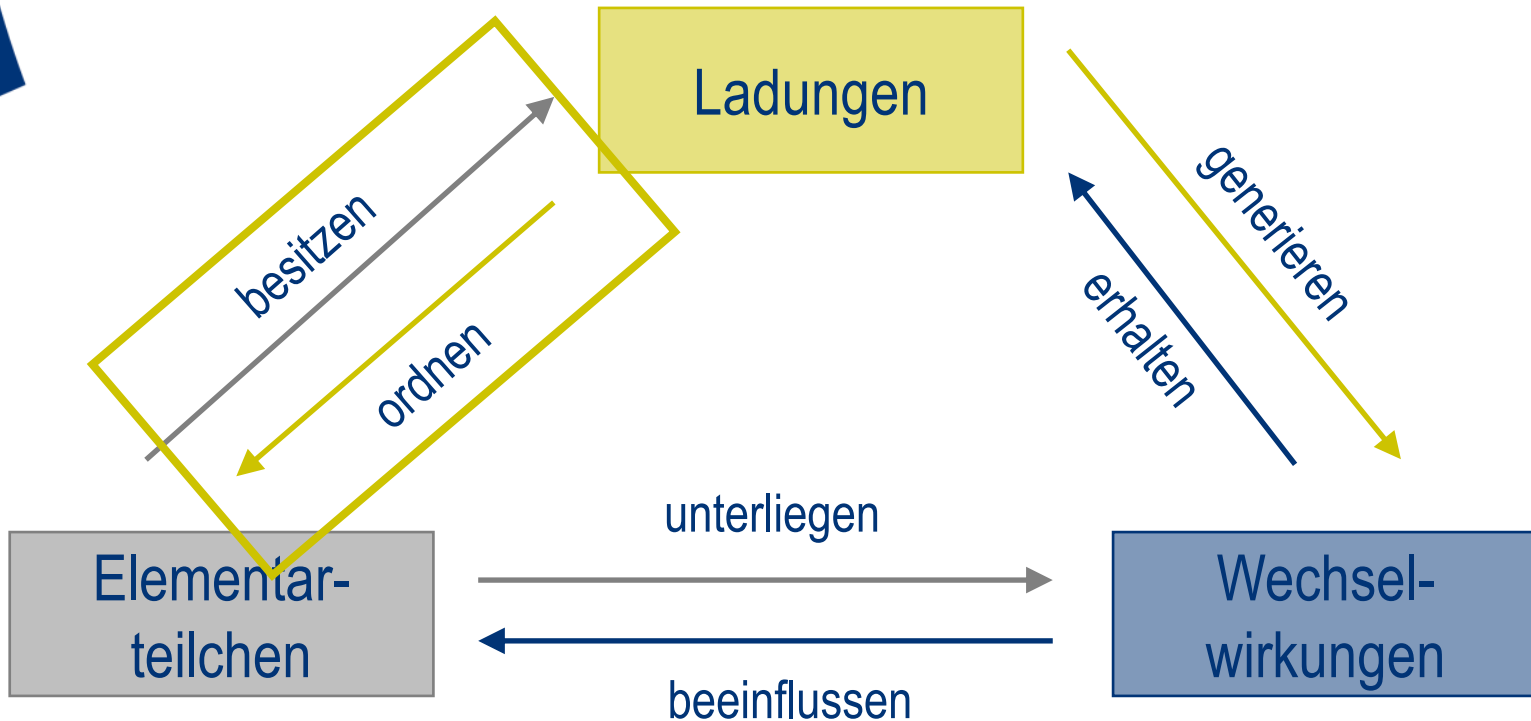 Ladungen
besitzen
ordnen
generieren
erhalten
unterliegen
Elementar-
teilchen
Wechsel-
wirkungen
beeinflussen